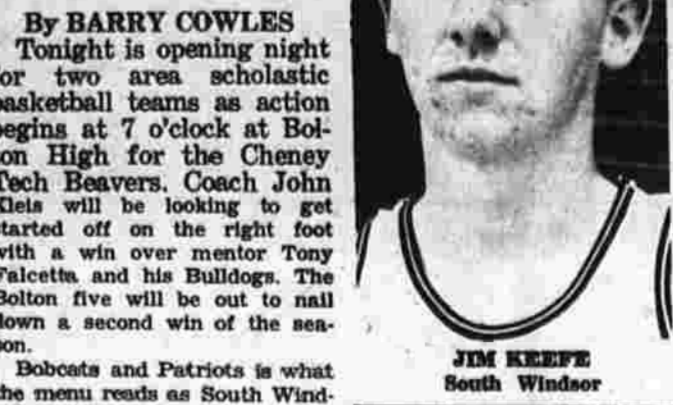 By BARRY COWLES
Tonight is opening night
or two area scholastic
asketball teams as action
egins at 7 o'clock at Bol-
on High for the Cheney
Tech Beavers. Coach John
Kleis will be looking to get
started off on the right foot
with a win over mentor Tony
Falcetta and his Bulldogs. The
Bolton five will be out to nail
down a second win of the sea-
son.
Bobcats and Patriots is what
the menu reads as South Wind-
JIM KEEFE
South Windsor